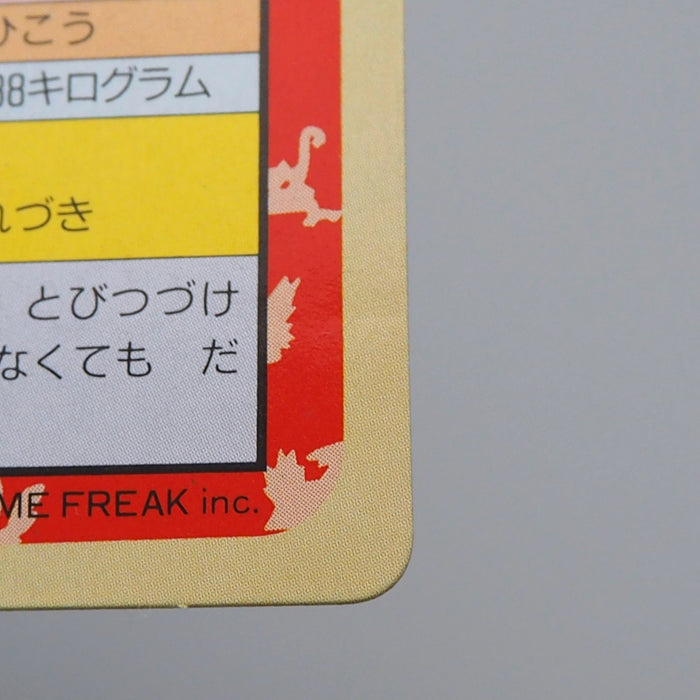 ひこう
38キログラム
れづき
とびつづけ
なくても だ
ME FREAK inc.